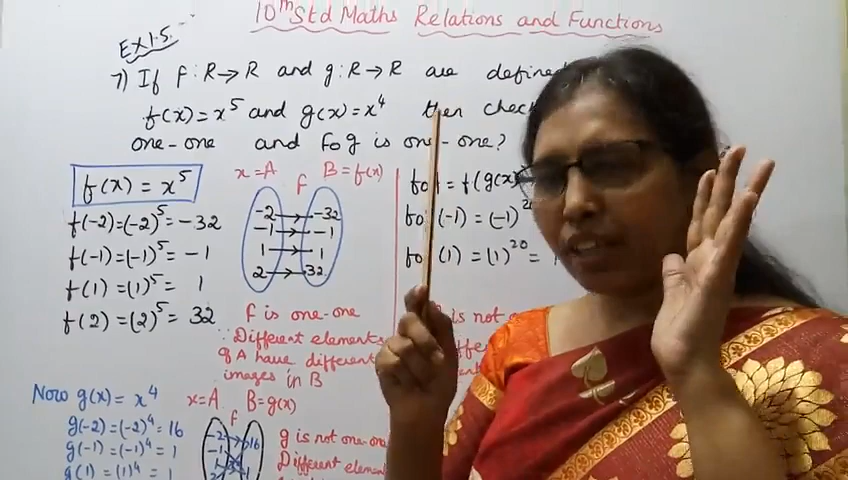 10th Std Maths Relations and Functions
Ex 1.5.
7) If f : R → R and g : R → R are defined
f(x) = x⁵ and g(x) = x⁴ then check
one-one and fog is one-one?
f(x) = x⁵
f(-2) = (-2)⁵ = -32
f(-1) = (-1)⁵ = -1
f(1) = (1)⁵ = 1
f(2) = (2)⁵ = 32
x = A f B = f(x)
-2 → -32
-1 → -1
1 → 1
2 → 32
f is one-one
∵ Different elements
of A have different
images in B
= f(g(x)
(-1) = (-1)²⁰
(1) = (1)²⁰ =
is not
Now g(x) = x⁴
g(-2) = (-2)⁴ = 16
g(-1) = (-1)⁴ = 1
g(1) = (1)⁴ = 1
x = A B = g(x)
f
-2 16
-1
g is not one-one
Different element